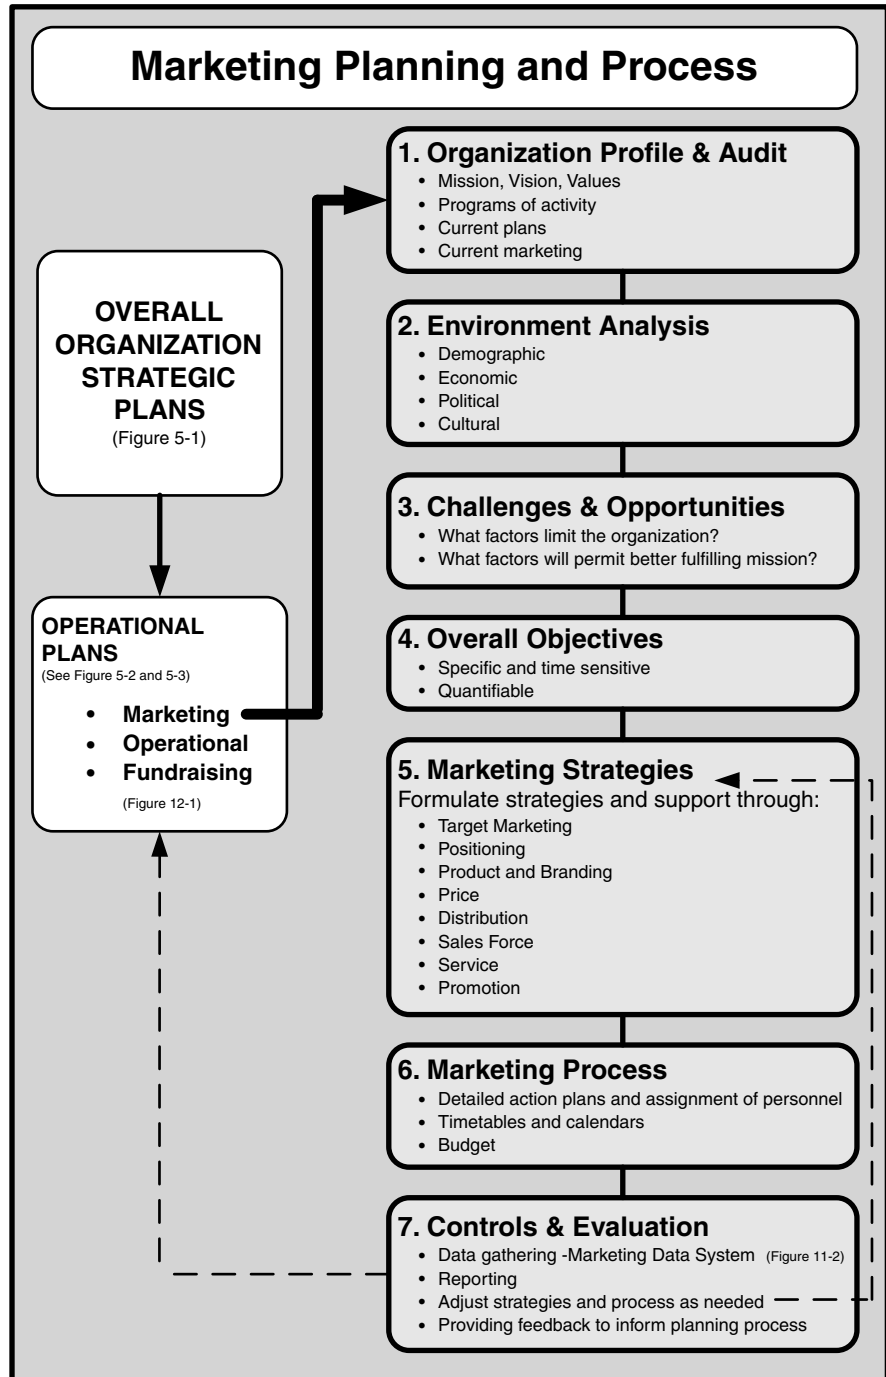 Marketing Planning and Process
OVERALL
ORGANIZATION
STRATEGIC
PLANS
(Figure 5-1)
OPERATIONAL
PLANS
(See Figure 5-2 and 5-3)
• Marketing
• Operational
• Fundraising
(Figure 12-1)
1. Organization Profile & Audit
• Mission, Vision, Values
• Programs of activity
• Current plans
• Current marketing
2. Environment Analysis
• Demographic
• Economic
• Political
• Cultural
3. Challenges & Opportunities
• What factors limit the organization?
• What factors will permit better fulfilling mission?
4. Overall Objectives
• Specific and time sensitive
• Quantifiable
5. Marketing Strategies
Formulate strategies and support through:
• Target Marketing
• Positioning
• Product and Branding
• Price
• Distribution
• Sales Force
• Service
• Promotion
6. Marketing Process
• Detailed action plans and assignment of personnel
• Timetables and calendars
• Budget
7. Controls & Evaluation
• Data gathering -Marketing Data System (Figure 11-2)
• Reporting
• Adjust strategies and process as needed
• Providing feedback to inform planning process